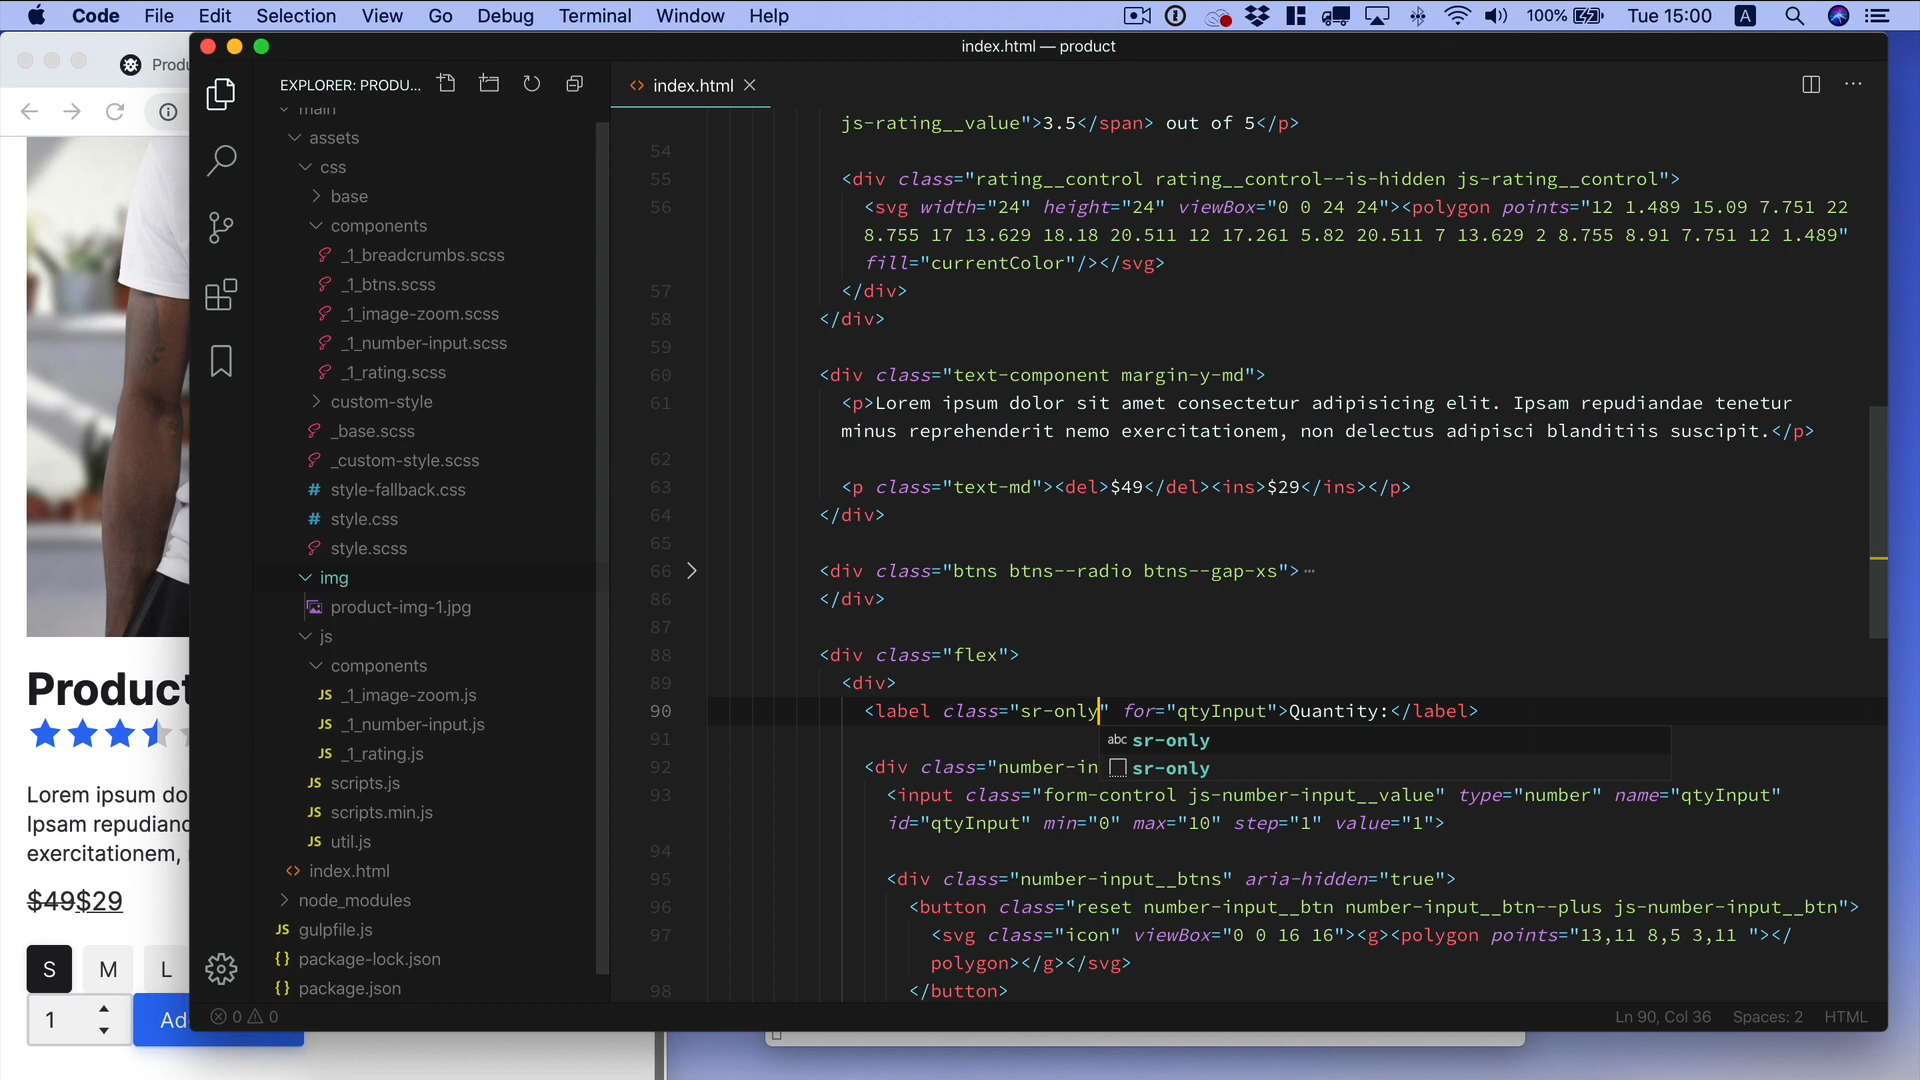 Code File Edit Selection View Go Debug Terminal Window Help
100% Tue 15:00 A
index.html — product
EXPLORER: PRODU...
main
assets
css
base
components
_1_breadcrumbs.scss
_1_btns.scss
_1_image-zoom.scss
_1_number-input.scss
_1_rating.scss
custom-style
_base.scss
_custom-style.scss
# style-fallback.css
# style.css
style.scss
img
product-img-1.jpg
js
components
JS _1_image-zoom.js
JS _1_number-input.js
JS _1_rating.js
JS scripts.js
JS scripts.min.js
JS util.js
<> index.html
node_modules
JS gulpfile.js
{} package-lock.json
{} package.json
<> index.html
js-rating__value">3.5</span> out of 5</p>
54
55 <div class="rating__control rating__control--is-hidden js-rating__control">
56 <svg width="24" height="24" viewBox="0 0 24 24"><polygon points="12 1.489 15.09 7.751 22
8.755 17 13.629 18.18 20.511 12 17.261 5.82 20.511 7 13.629 2 8.755 8.91 7.751 12 1.489"
fill="currentColor"/></svg>
57 </div>
58 </div>
59
60 <div class="text-component margin-y-md">
61 <p>Lorem ipsum dolor sit amet consectetur adipisicing elit. Ipsam repudiandae tenetur
minus reprehenderit nemo exercitationem, non delectus adipisci blanditiis suscipit.</p>
62
63 <p class="text-md"><del>$49</del><ins>$29</ins></p>
64 </div>
65
66 <div class="btns btns--radio btns--gap-xs">
86 </div>
87
88 <div class="flex">
89 <div>
90 <label class="sr-only" for="qtyInput">Quantity:</label>
91
abc sr-only
sr-only
92 <div class="number-in
93 <input class="form-control js-number-input__value" type="number" name="qtyInput"
id="qtyInput" min="0" max="10" step="1" value="1">
94
95 <div class="number-input__btns" aria-hidden="true">
96 <button class="reset number-input__btn number-input__btn--plus js-number-input__btn">
97 <svg class="icon" viewBox="0 0 16 16"><g><polygon points="13,11 8,5 3,11 "></
polygon></g></svg>
98 </button>
0 0
Ln 90, Col 36 Spaces: 2 HTML
Produ
Product
Lorem ipsum do
Ipsam repudiand
exercitationem,
$49$29
S M L
1
Add